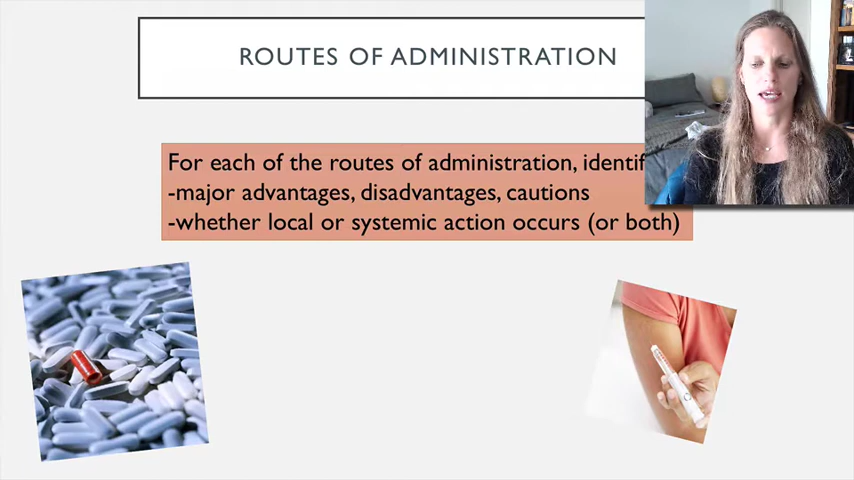 ROUTES OF ADMINISTRATION
For each of the routes of administration,
-major advantages, disadvantages, cautions
-whether local or systemic action occurs (or both)